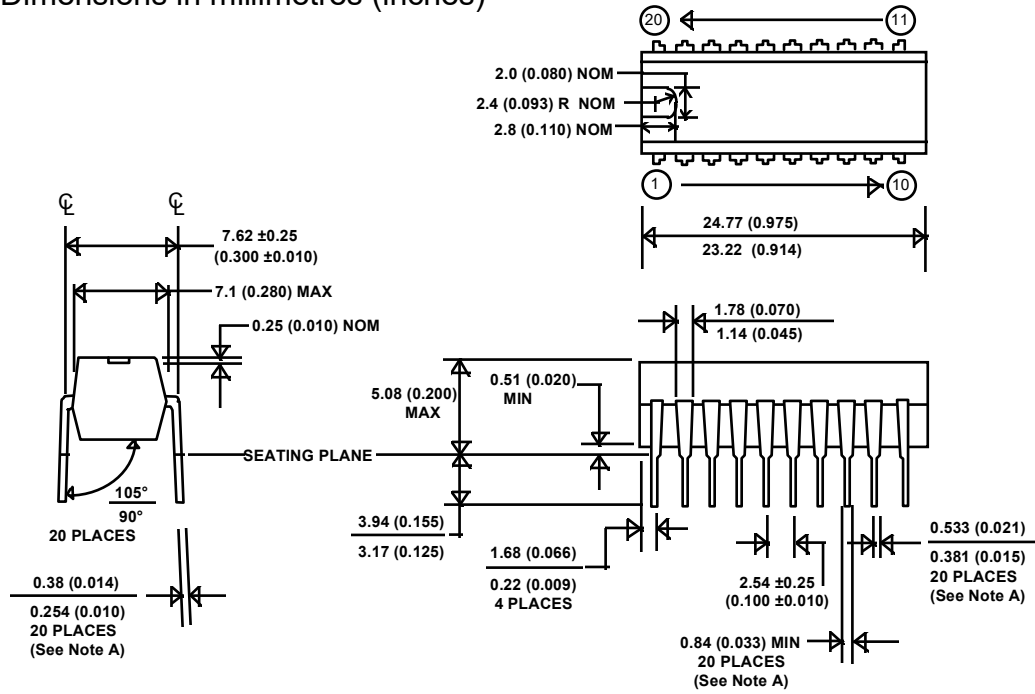 Dimensions in millimetres (inches)
20
11
2.0 (0.080) NOM
2.4 (0.093) R NOM
2.8 (0.110) NOM
1
10
24.77 (0.975)
23.22 (0.914)
℄
℄
7.62 ±0.25
(0.300 ±0.010)
7.1 (0.280) MAX
0.25 (0.010) NOM
1.78 (0.070)
1.14 (0.045)
5.08 (0.200)
MAX
0.51 (0.020)
MIN
SEATING PLANE
105°
90°
20 PLACES
3.94 (0.155)
3.17 (0.125)
1.68 (0.066)
0.22 (0.009)
4 PLACES
2.54 ±0.25
(0.100 ±0.010)
0.533 (0.021)
0.381 (0.015)
20 PLACES
(See Note A)
0.38 (0.014)
0.254 (0.010)
20 PLACES
(See Note A)
0.84 (0.033) MIN
20 PLACES
(See Note A)